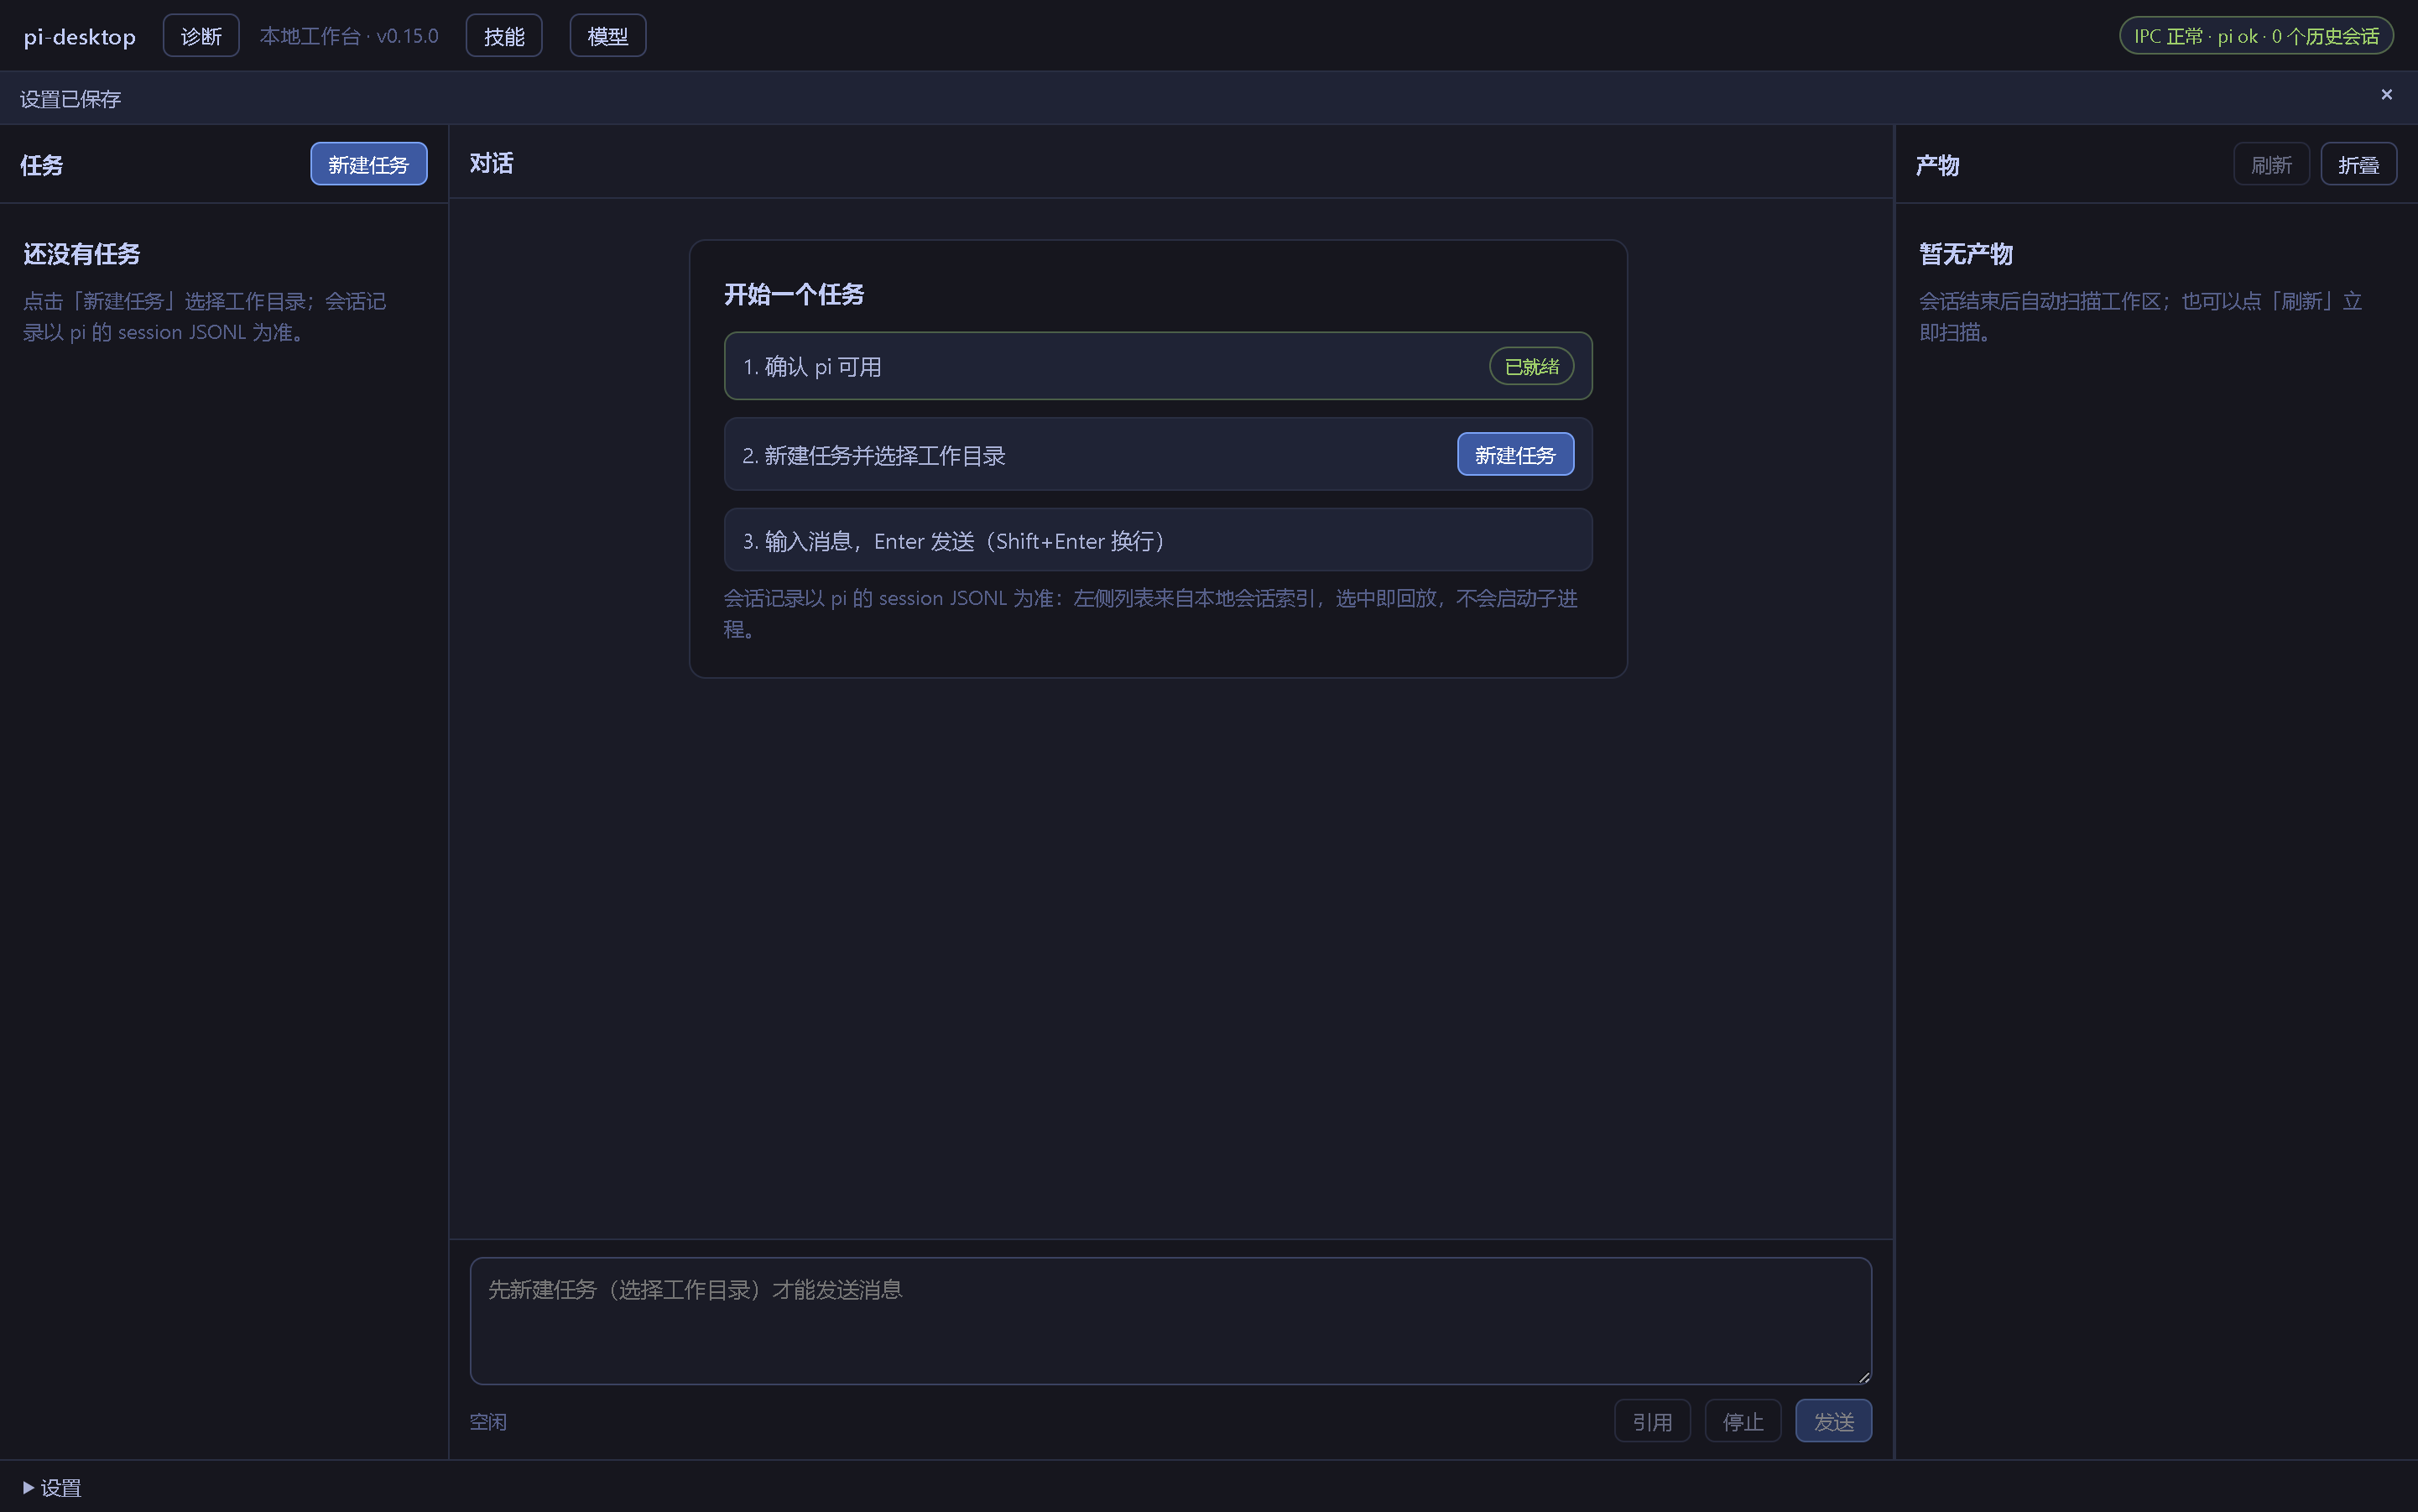 pi-desktop
诊断
本地工作台 · v0.15.0
技能
模型
IPC 正常 · pi ok · 0 个历史会话
设置已保存
×
任务
新建任务
还没有任务
点击「新建任务」选择工作目录；会话记
录以 pi 的 session JSONL 为准。
对话
开始一个任务
1. 确认 pi 可用
已就绪
2. 新建任务并选择工作目录
新建任务
3. 输入消息，Enter 发送（Shift+Enter 换行）
会话记录以 pi 的 session JSONL 为准：左侧列表来自本地会话索引，选中即回放，不会启动子进
程。
先新建任务（选择工作目录）才能发送消息
空闲
引用
停止
发送
产物
刷新
折叠
暂无产物
会话结束后自动扫描工作区；也可以点「刷新」立
即扫描。
▶ 设置